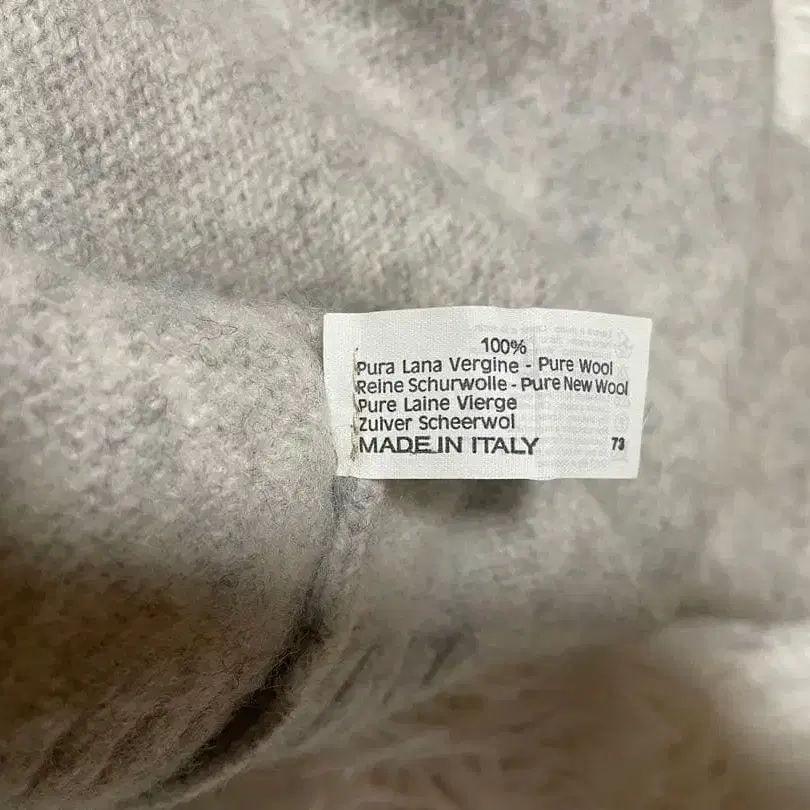 100%
Pura Lana Vergine - Pure Wool
Reine Schurwolle - Pure New Wool
Pure Laine Vierge
Zuiver Scheerwol
MADE IN ITALY 73